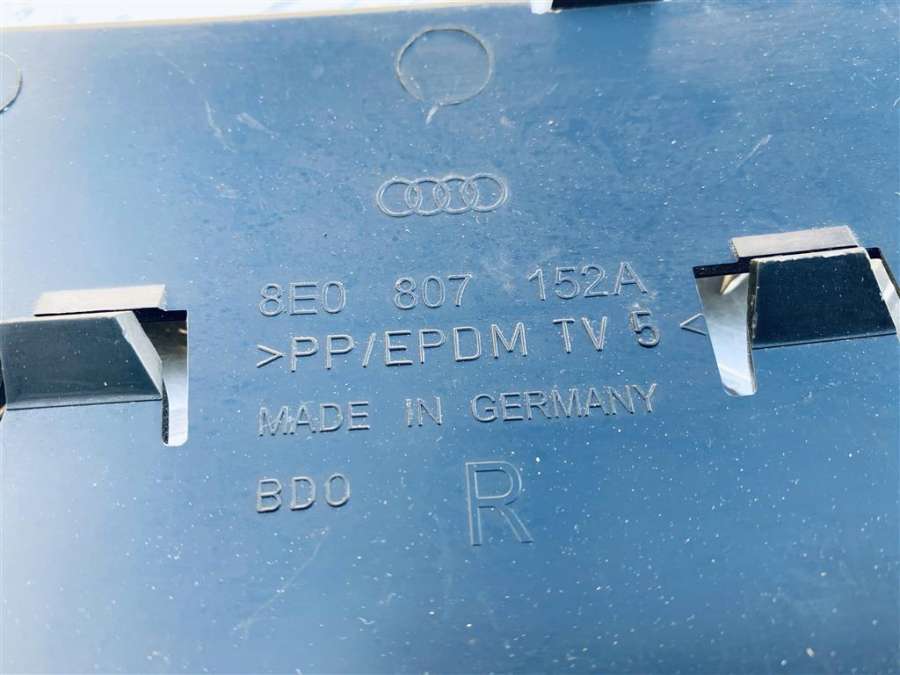 8E0 807 152A
>PP/EPDM TV 5<
MADE IN GERMANY
BDO
R